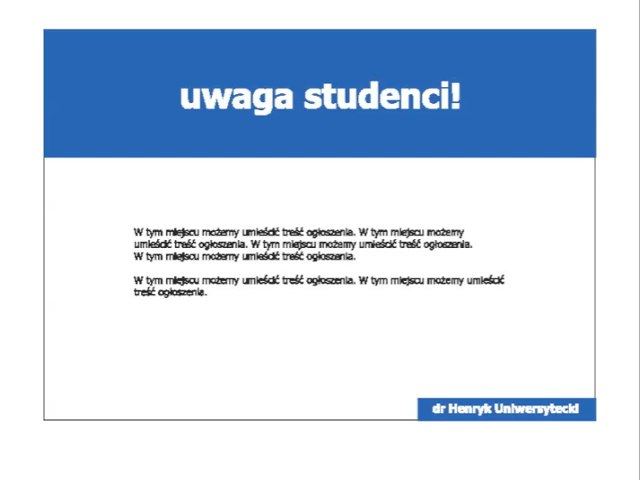 uwaga studenci!
W tym miejscu możemy umieścić treść ogłoszenia. W tym miejscu możemy
umieścić treść ogłoszenia. W tym miejscu możemy umieścić treść ogłoszenia.
W tym miejscu możemy umieścić treść ogłoszenia.
W tym miejscu możemy umieścić treść ogłoszenia. W tym miejscu możemy umieścić
treść ogłoszenia.
dr Henryk Uniwersytecki